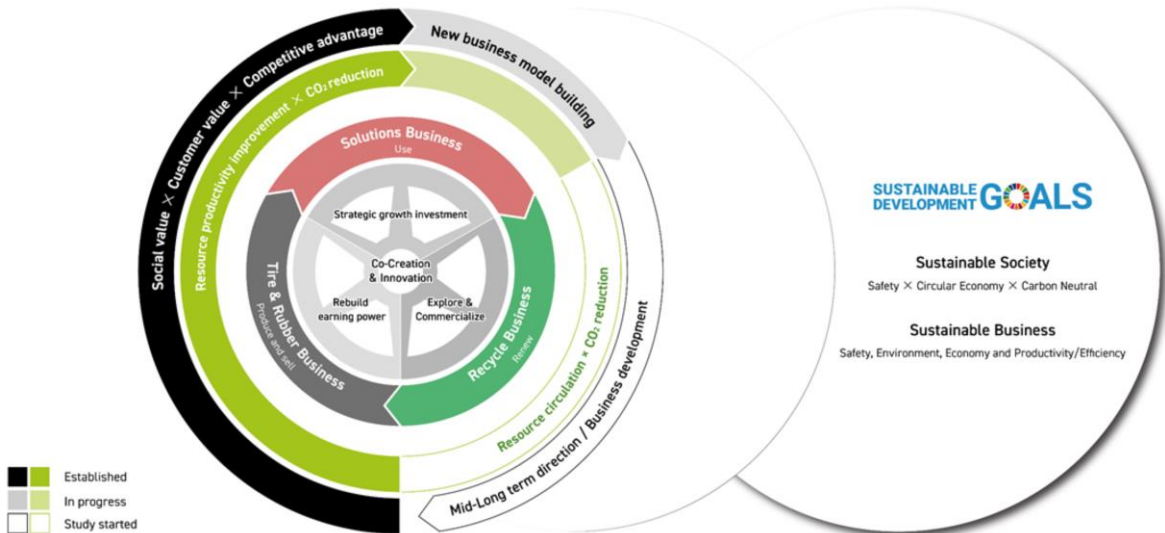 Social value × Customer value × Competitive advantage
New business model building
Resource productivity improvement × CO₂ reduction
Solutions Business
Use
Strategic growth investment
Co-Creation
& Innovation
Rebuild
earning power
Explore &
Commercialize
Tire & Rubber Business
Produce and sell
Recycle Business
Renew
Resource circulation × CO₂ reduction
Mid-Long term direction / Business development
SUSTAINABLE
DEVELOPMENT
GOALS
Sustainable Society
Safety × Circular Economy × Carbon Neutral
Sustainable Business
Safety, Environment, Economy and Productivity/Efficiency
Established
In progress
Study started